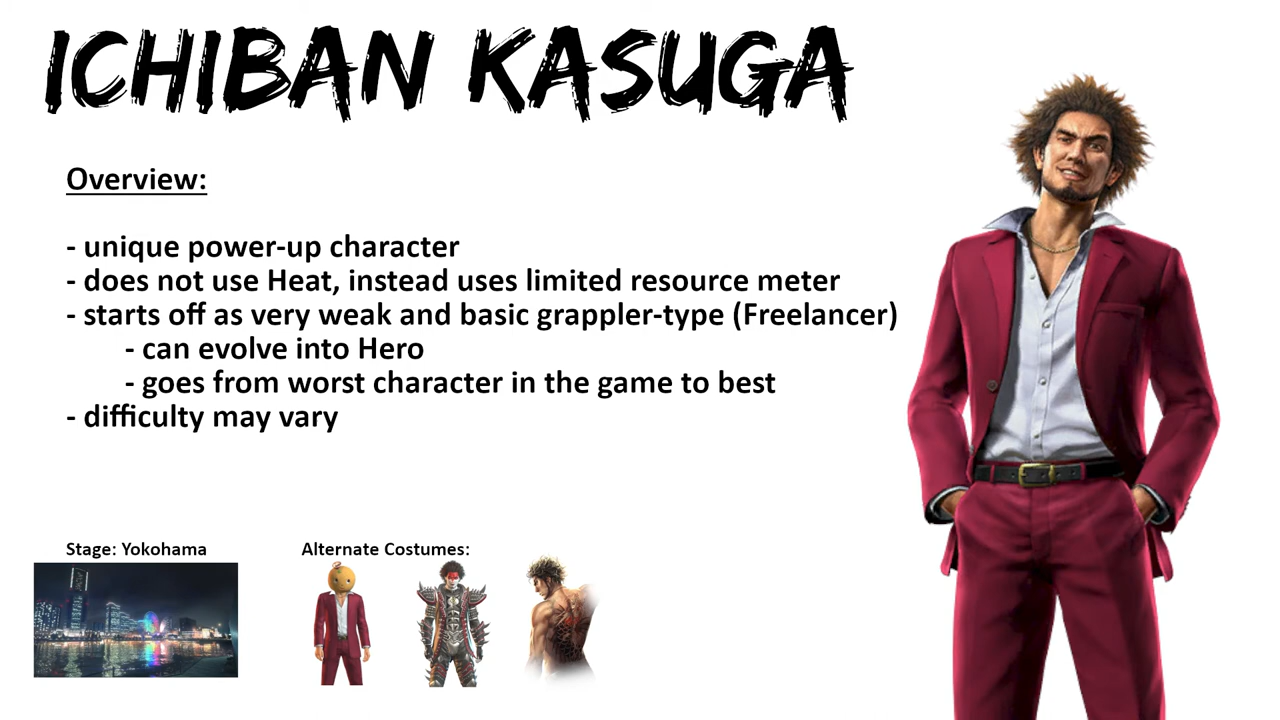 ICHIBAN KASUGA
Overview:
- unique power-up character
- does not use Heat, instead uses limited resource meter
- starts off as very weak and basic grappler-type (Freelancer)
- can evolve into Hero
- goes from worst character in the game to best
- difficulty may vary
Stage: Yokohama
Alternate Costumes: